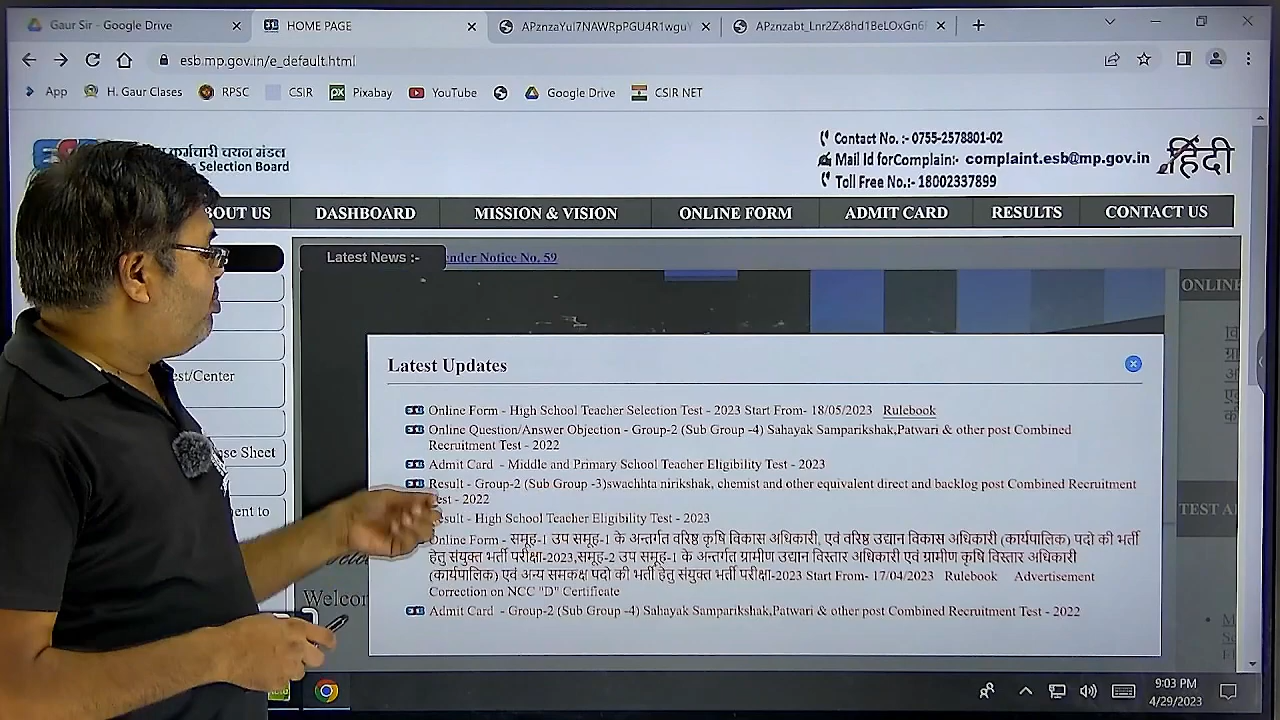 Gaur Sir - Google Drive
HOME PAGE
APznzaYuI7NAWRpPGU4R1wguY
APznzabt_Lnr2Zx8hd1BeLOxGn6F
esb.mp.gov.in/e_default.html
App
H. Gaur Clases
RPSC
CSIR
Pixabay
YouTube
Google Drive
CSIR NET
कर्मचारी चयन मंडल
Selection Board
Contact No. :- 0755-2578801-02
Mail Id forComplain:- complaint.esb@mp.gov.in
Toll Free No.:- 18002337899
हिंदी
BOUT US
DASHBOARD
MISSION & VISION
ONLINE FORM
ADMIT CARD
RESULTS
CONTACT US
Latest News :-
ender Notice No. 59
ONLINE
est/Center
nse Sheet
ent to
Welcom
TEST A
Latest Updates
Online Form - High School Teacher Selection Test - 2023 Start From- 18/05/2023 Rulebook
Online Question/Answer Objection - Group-2 (Sub Group -4) Sahayak Samparikshak,Patwari & other post Combined
Recruitment Test - 2022
Admit Card - Middle and Primary School Teacher Eligibility Test - 2023
Result - Group-2 (Sub Group -3)swachhta nirikshak, chemist and other equivalent direct and backlog post Combined Recruitment
est - 2022
esult - High School Teacher Eligibility Test - 2023
Online Form - समूह-1 उप समूह-1 के अन्तर्गत वरिष्ठ कृषि विकास अधिकारी, एवं वरिष्ठ उद्यान विकास अधिकारी (कार्यपालिक) पदो की भर्ती
हेतु संयुक्त भर्ती परीक्षा-2023,समूह-2 उप समूह-1 के अन्तर्गत ग्रामीण उद्यान विस्तार अधिकारी एवं ग्रामीण कृषि विस्तार अधिकारी
(कार्यपालिक) एवं अन्य समकक्ष पदो की भर्ती हेतु संयुक्त भर्ती परीक्षा-2023 Start From- 17/04/2023 Rulebook Advertisement
Correction on NCC "D" Certificate
Admit Card - Group-2 (Sub Group -4) Sahayak Samparikshak,Patwari & other post Combined Recruitment Test - 2022
9:03 PM
4/29/2023